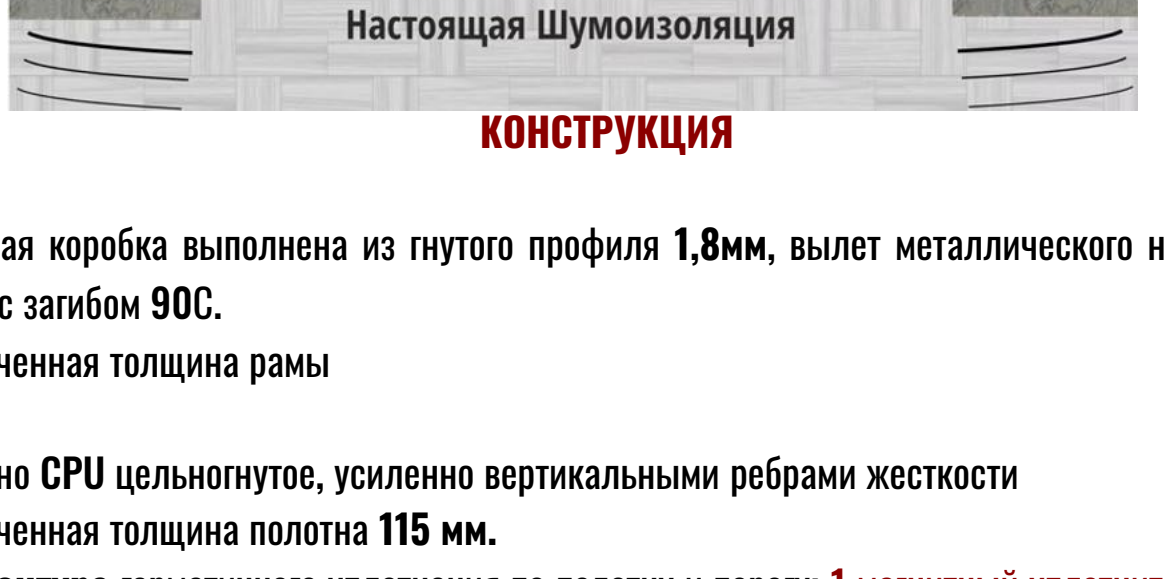 Настоящая Шумоизоляция
КОНСТРУКЦИЯ
ая коробка выполнена из гнутого профиля 1,8мм, вылет металлического н
с загибом 90С.
ченная толщина рамы
но CPU цельногнутое, усиленно вертикальными ребрами жесткости
ченная толщина полотна 115 мм.